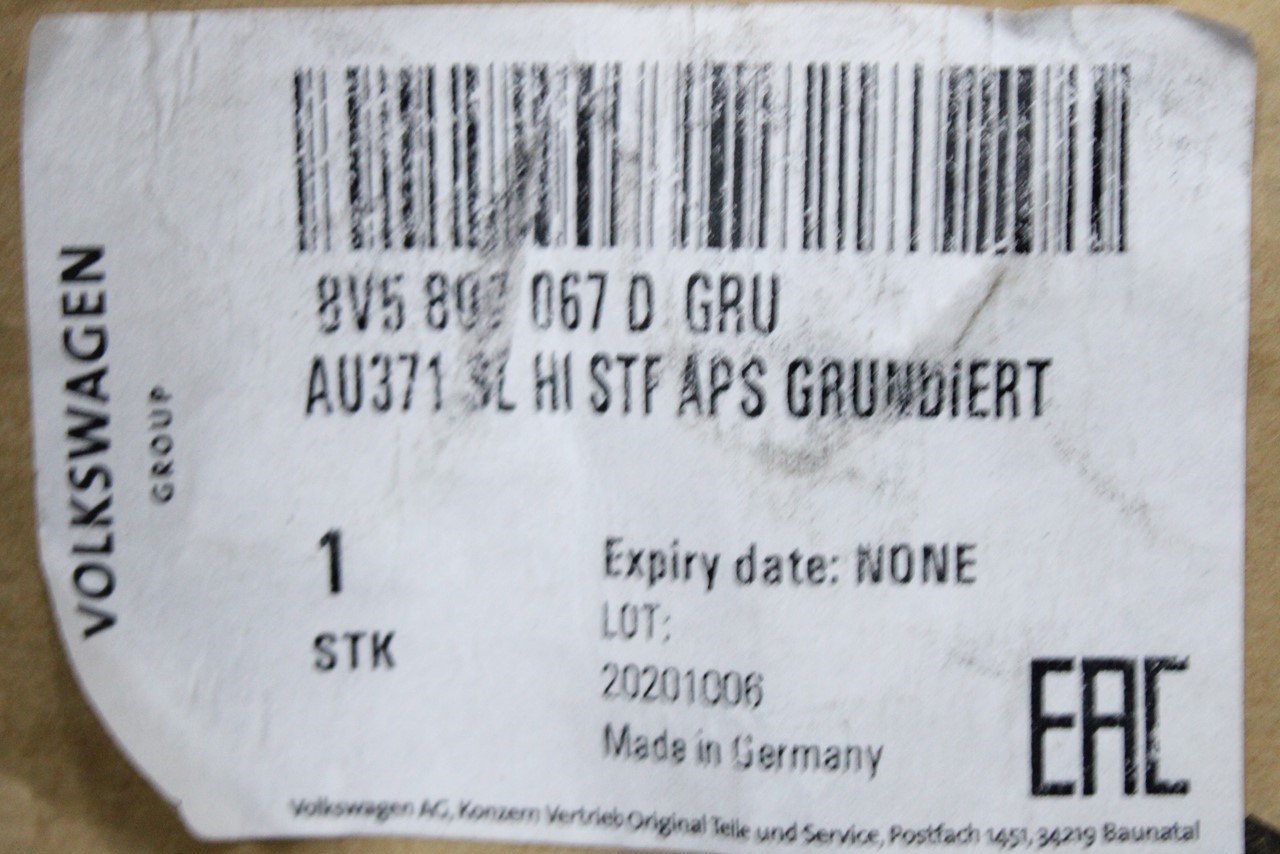 VOLKSWAGEN
GROUP
8V5 807 067 D GRU
AU371 SL HI STF APS GRUNDIERT
1
STK
Expiry date: NONE
LOT:
20201006
Made in Germany
EAC
Volkswagen AG, Konzern Vertrieb Original Teile und Service, Postfach 1451, 34219 Baunatal